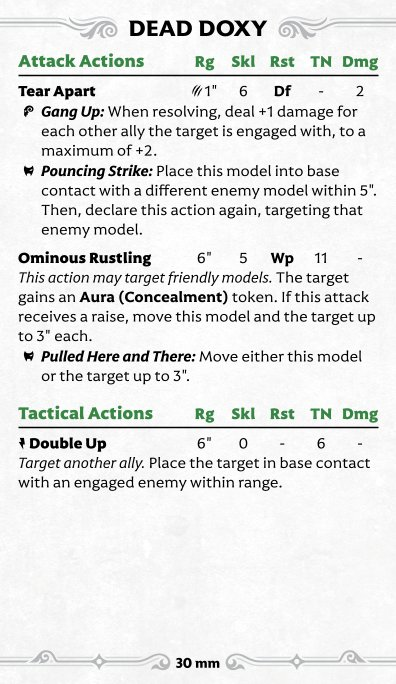 DEAD DOXY
Attack Actions Rg Skl Rst TN Dmg
Tear Apart 1" 6 Df - 2
Gang Up: When resolving, deal +1 damage for
each other ally the target is engaged with, to a
maximum of +2.
Pouncing Strike: Place this model into base
contact with a different enemy model within 5".
Then, declare this action again, targeting that
enemy model.
Ominous Rustling 6" 5 Wp 11 -
This action may target friendly models. The target
gains an Aura (Concealment) token. If this attack
receives a raise, move this model and the target up
to 3" each.
Pulled Here and There: Move either this model
or the target up to 3".
Tactical Actions Rg Skl Rst TN Dmg
Double Up 6" 0 - 6 -
Target another ally. Place the target in base contact
with an engaged enemy within range.
30 mm